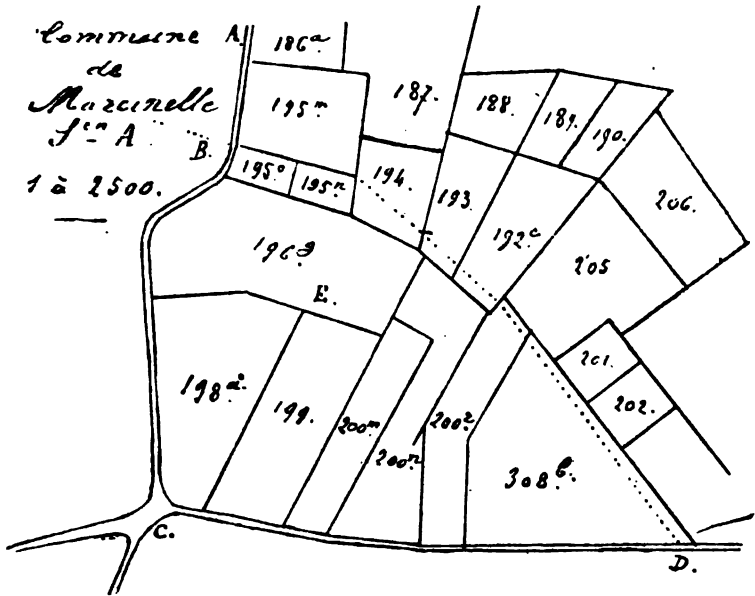 Commune
de
Marcinelle
Sᵒⁿ A
1 à 2500.
A.
186ᵃ
195ᵐ
187.
188.
189.
190.
B.
195ᵒ
195ⁿ
194.
193.
192ᶜ
206.
205
196ᵍ
E.
201.
202.
198ᵃ
199.
200ᵐ
200ⁿ
200²
308ᵇ.
C.
D.